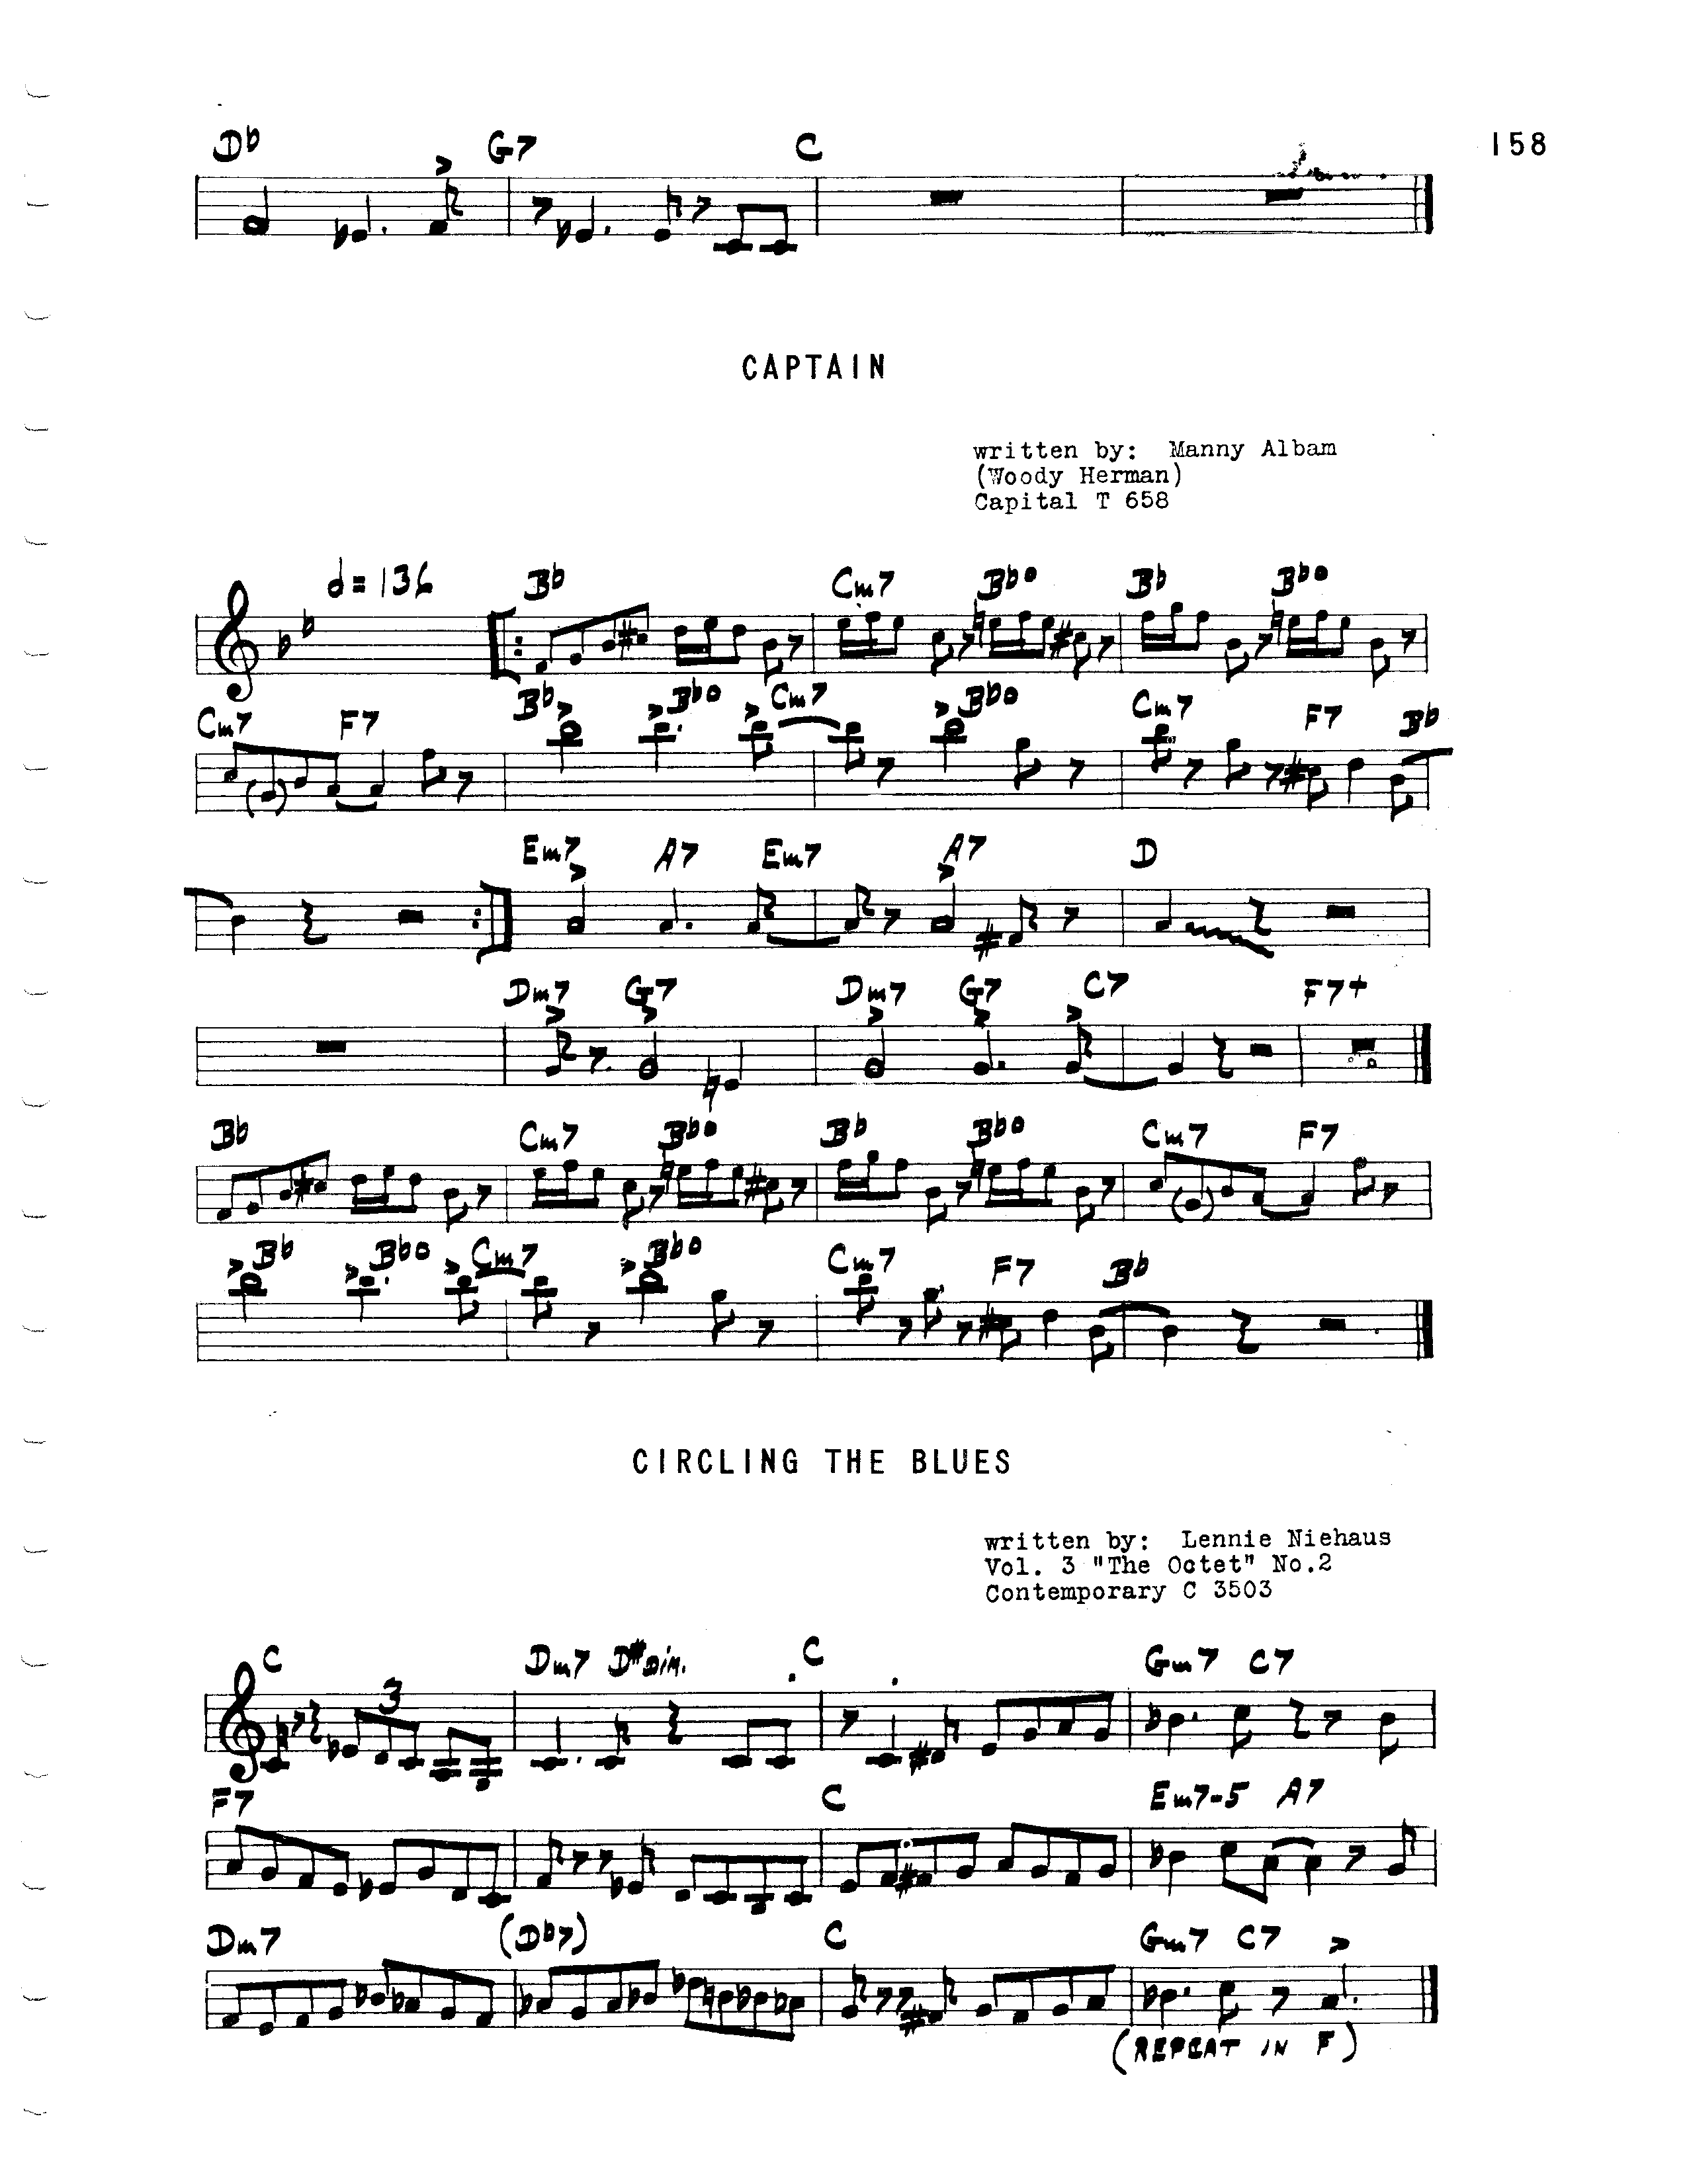 158
Db G7 C
CAPTAIN
written by: Manny Albam
(Woody Herman)
Capital T 658
d = 136 Bb Cm7 Bbo Bb Bbo
Cm7 F7 Bb Bbo Cm7 Bbo Cm7 F7 Bb
Em7 A7 Em7 A7 D
Dm7 G7 Dm7 G7 C7 F7+
Bb Cm7 Bbo Bb Bbo Cm7 F7
Bb Bbo Cm7 Bbo Cm7 F7 Bb
CIRCLING THE BLUES
written by: Lennie Niehaus
Vol. 3 "The Octet" No.2
Contemporary C 3503
C Dm7 D# DIM. C Gm7 C7
3
F7 C Em7-5 A7
Dm7 (Db7) C Gm7 C7
(REPEAT IN F)